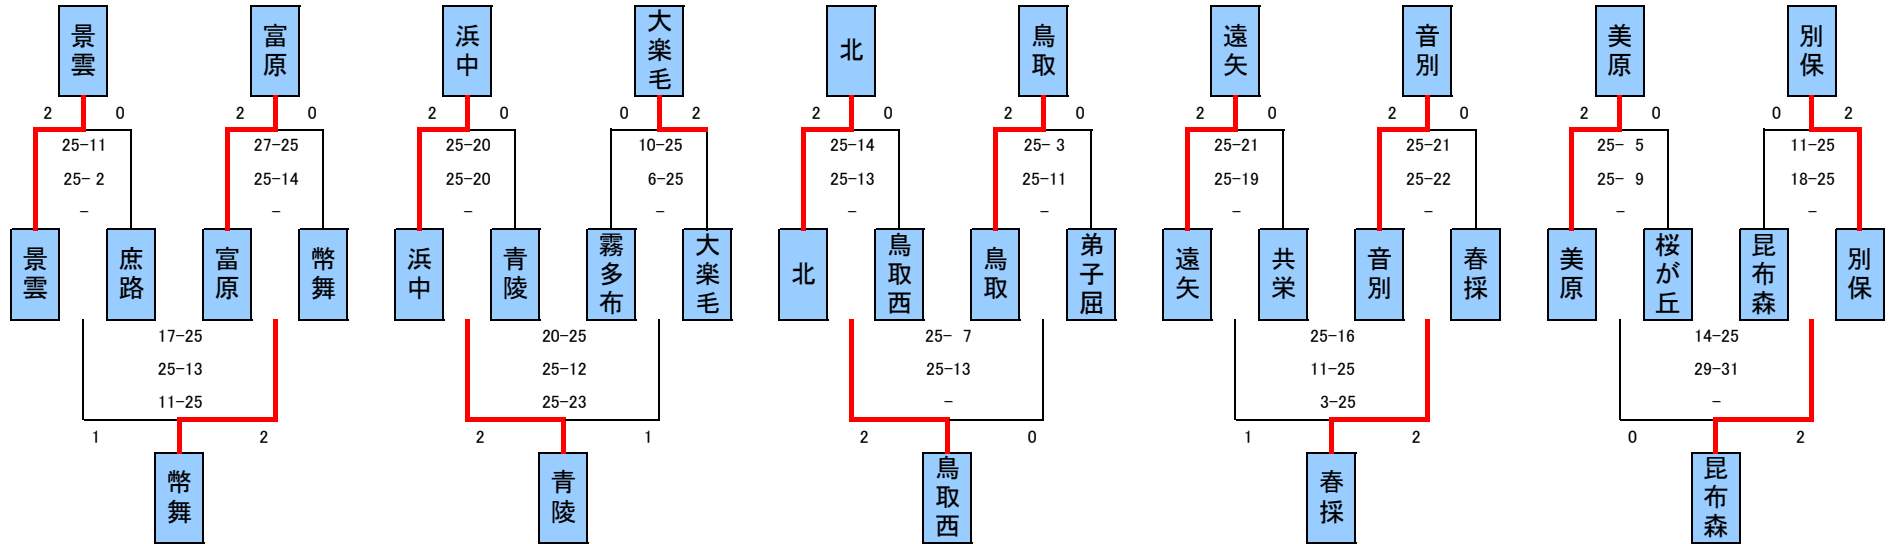 景雲 富原 浜中 大楽毛 北 鳥取 遠矢 音別 美原 別保
2 0 2 0 2 0 0 2 2 0 2 0 2 0 2 0 2 0 0 2
25-11 27-25 25-20 10-25 25-14 25- 3 25-21 25-21 25- 5 11-25
25- 2 25-14 25-20 6-25 25-13 25-11 25-19 25-22 25- 9 18-25
- - - - - - - - - -
景雲 庶路 富原 幣舞 浜中 青陵 霧多布 大楽毛 北 鳥取西 鳥取 弟子屈 遠矢 共栄 音別 春採 美原 桜が丘 昆布森 別保
17-25 20-25 25- 7 25-16 14-25
25-13 25-12 25-13 11-25 29-31
11-25 25-23 - 3-25 -
1 2 2 1 2 0 1 2 0 2
幣舞 青陵 鳥取西 春採 昆布森